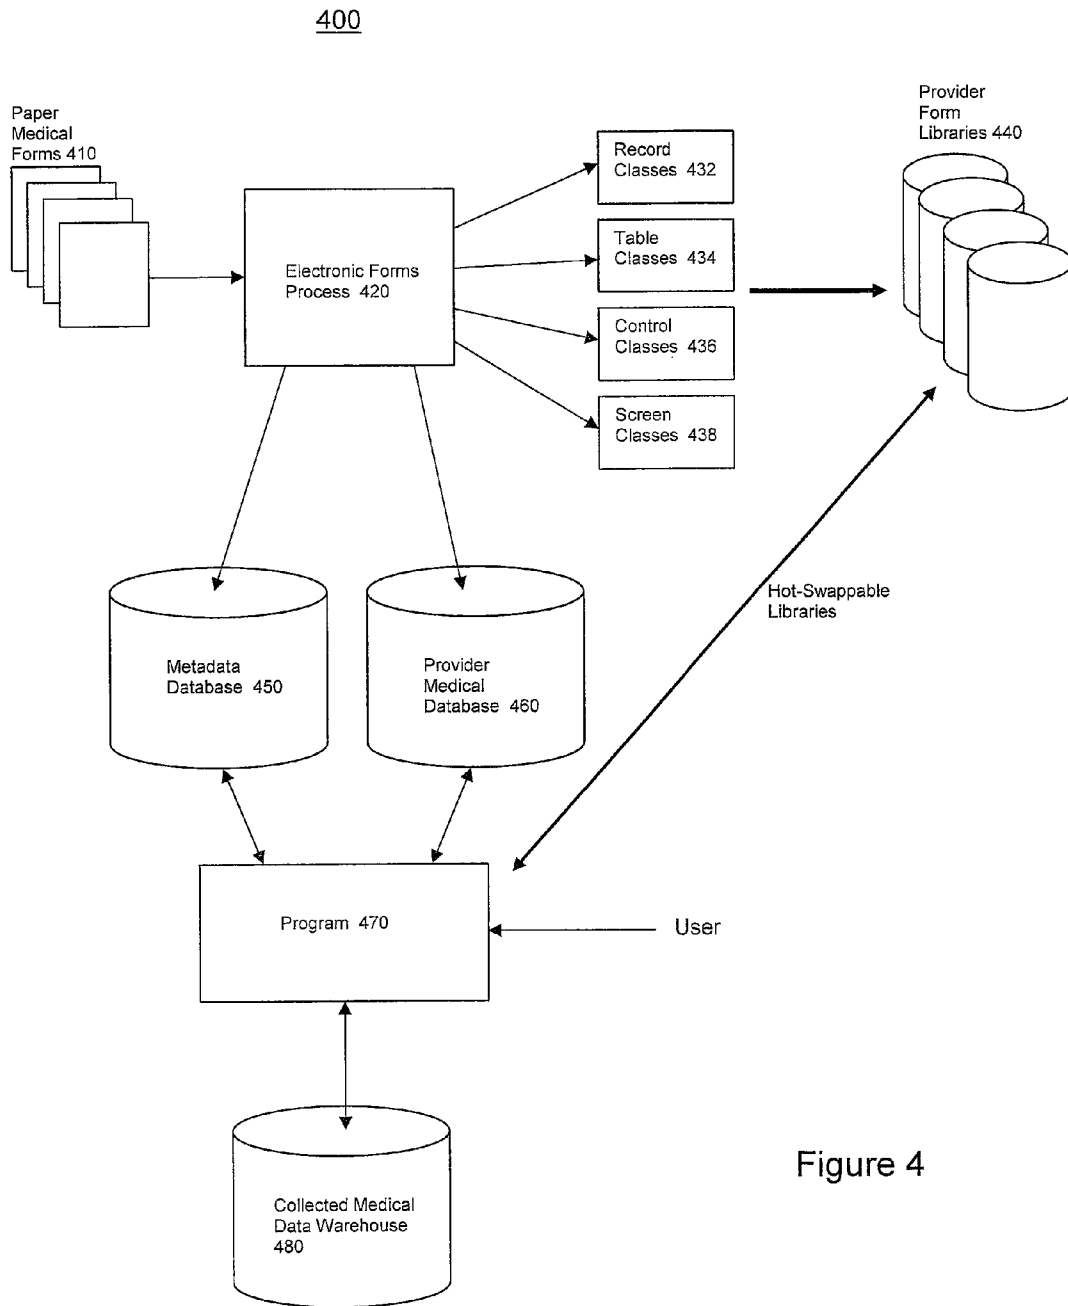 400
Paper
Medical
Forms 410
Provider
Form
Libraries 440
Record
Classes 432
Electronic Forms
Process 420
Table
Classes 434
Control
Classes 436
Screen
Classes 438
Hot-Swappable
Libraries
Metadata
Database 450
Provider
Medical
Database 460
Program 470
User
Collected Medical
Data Warehouse
480
Figure 4